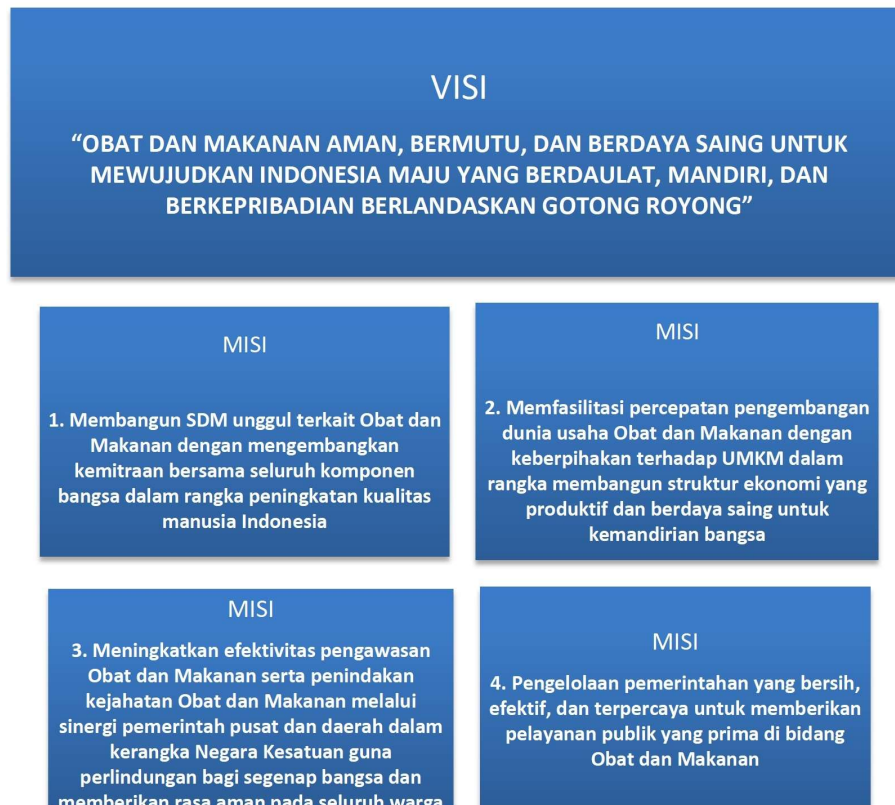 VISI
“OBAT DAN MAKANAN AMAN, BERMUTU, DAN BERDAYA SAING UNTUK
MEWUJUDKAN INDONESIA MAJU YANG BERDAULAT, MANDIRI, DAN
BERKEPRIBADIAN BERLANDASKAN GOTONG ROYONG”
MISI
1. Membangun SDM unggul terkait Obat dan
Makanan dengan mengembangkan
kemitraan bersama seluruh komponen
bangsa dalam rangka peningkatan kualitas
manusia Indonesia
MISI
2. Memfasilitasi percepatan pengembangan
dunia usaha Obat dan Makanan dengan
keberpihakan terhadap UMKM dalam
rangka membangun struktur ekonomi yang
produktif dan berdaya saing untuk
kemandirian bangsa
MISI
3. Meningkatkan efektivitas pengawasan
Obat dan Makanan serta penindakan
kejahatan Obat dan Makanan melalui
sinergi pemerintah pusat dan daerah dalam
kerangka Negara Kesatuan guna
perlindungan bagi segenap bangsa dan
memberikan rasa aman pada seluruh warga
MISI
4. Pengelolaan pemerintahan yang bersih,
efektif, dan terpercaya untuk memberikan
pelayanan publik yang prima di bidang
Obat dan Makanan